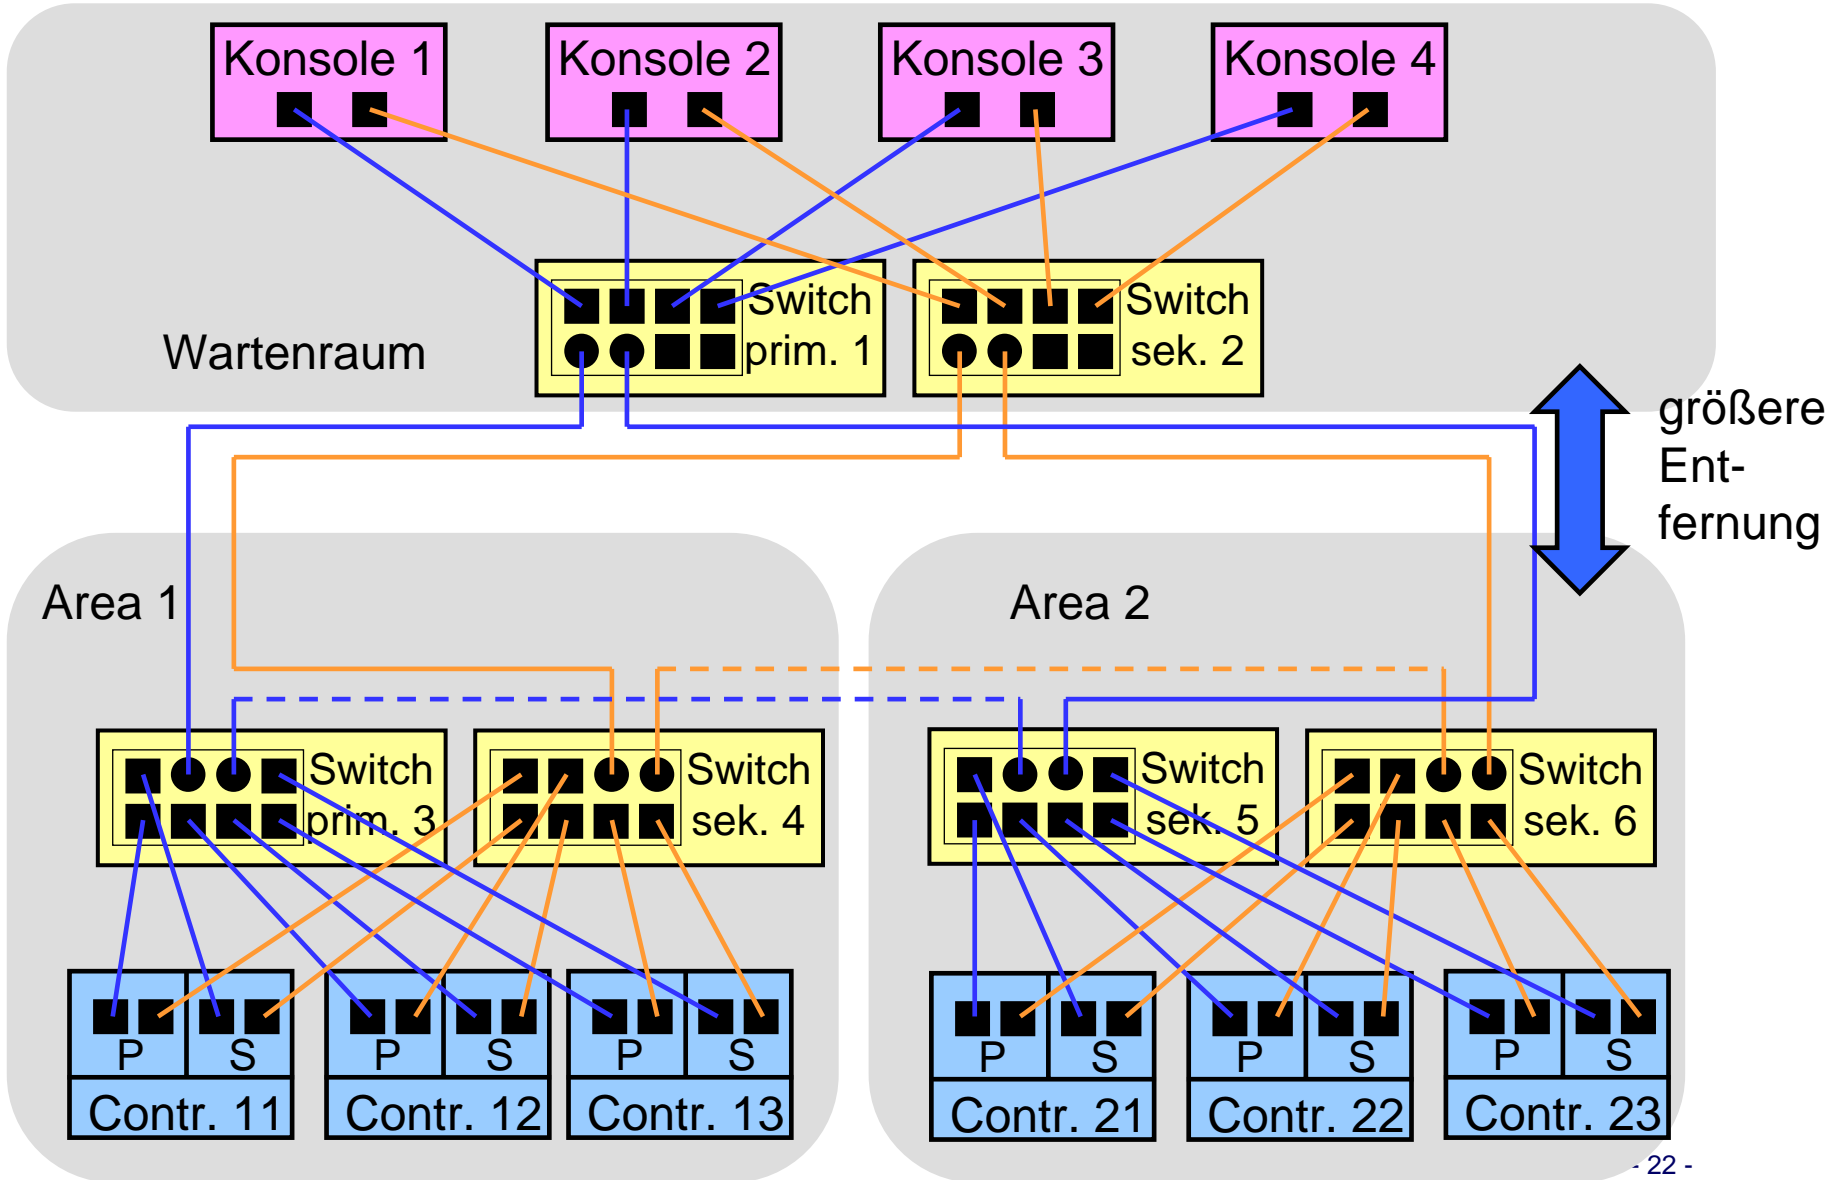 Konsole 1
Konsole 2
Konsole 3
Konsole 4
Switch
prim. 1
Switch
sek. 2
Wartenraum
größere
Ent-
fernung
Area 1
Area 2
Switch
prim. 3
Switch
sek. 4
Switch
sek. 5
Switch
sek. 6
P
S
P
S
P
S
P
S
P
S
P
S
Contr. 11
Contr. 12
Contr. 13
Contr. 21
Contr. 22
Contr. 23
- 22 -